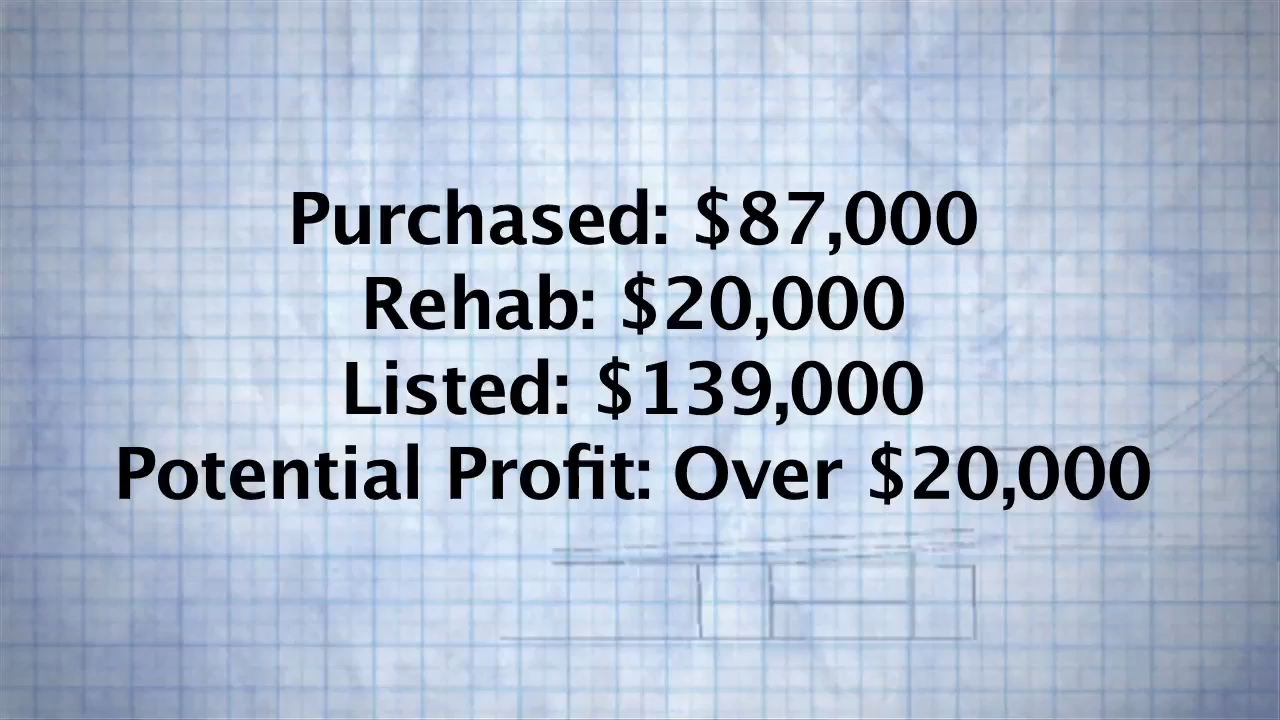 Purchased: $87,000
Rehab: $20,000
Listed: $139,000
Potential Profit: Over $20,000